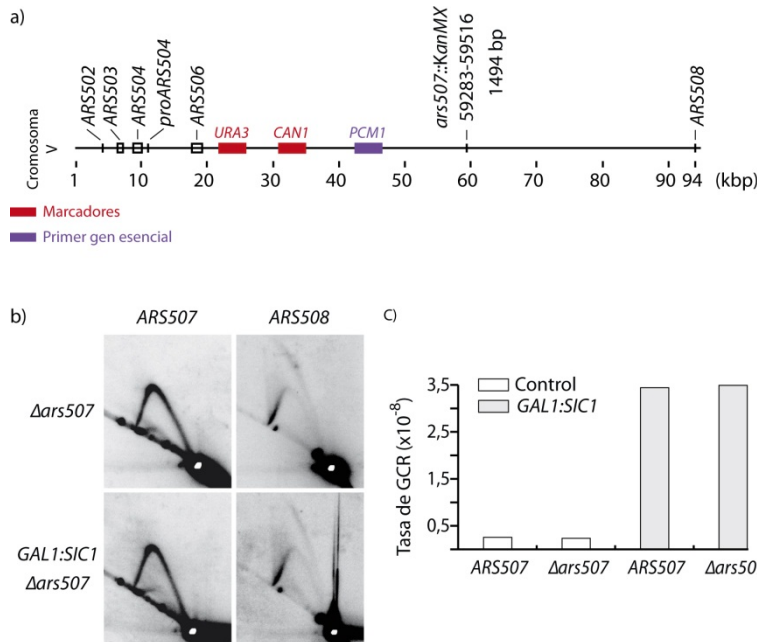 a)
ARS502
ARS503
ARS504
proARS504
ARS506
ars507::KanMX
59283-59516
1494 bp
ARS508
URA3
CAN1
PCM1
Cromosoma
V
1 10 20 30 40 50 60 70 80 90 94 (kbp)
Marcadores
Primer gen esencial
b)
ARS507 ARS508
Δars507
GAL1:SIC1
Δars507
C)
Control
GAL1:SIC1
Tasa de GCR (x10⁻⁸)
3,5
2,5
1,5
0,5
ARS507 Δars507 ARS507 Δars50